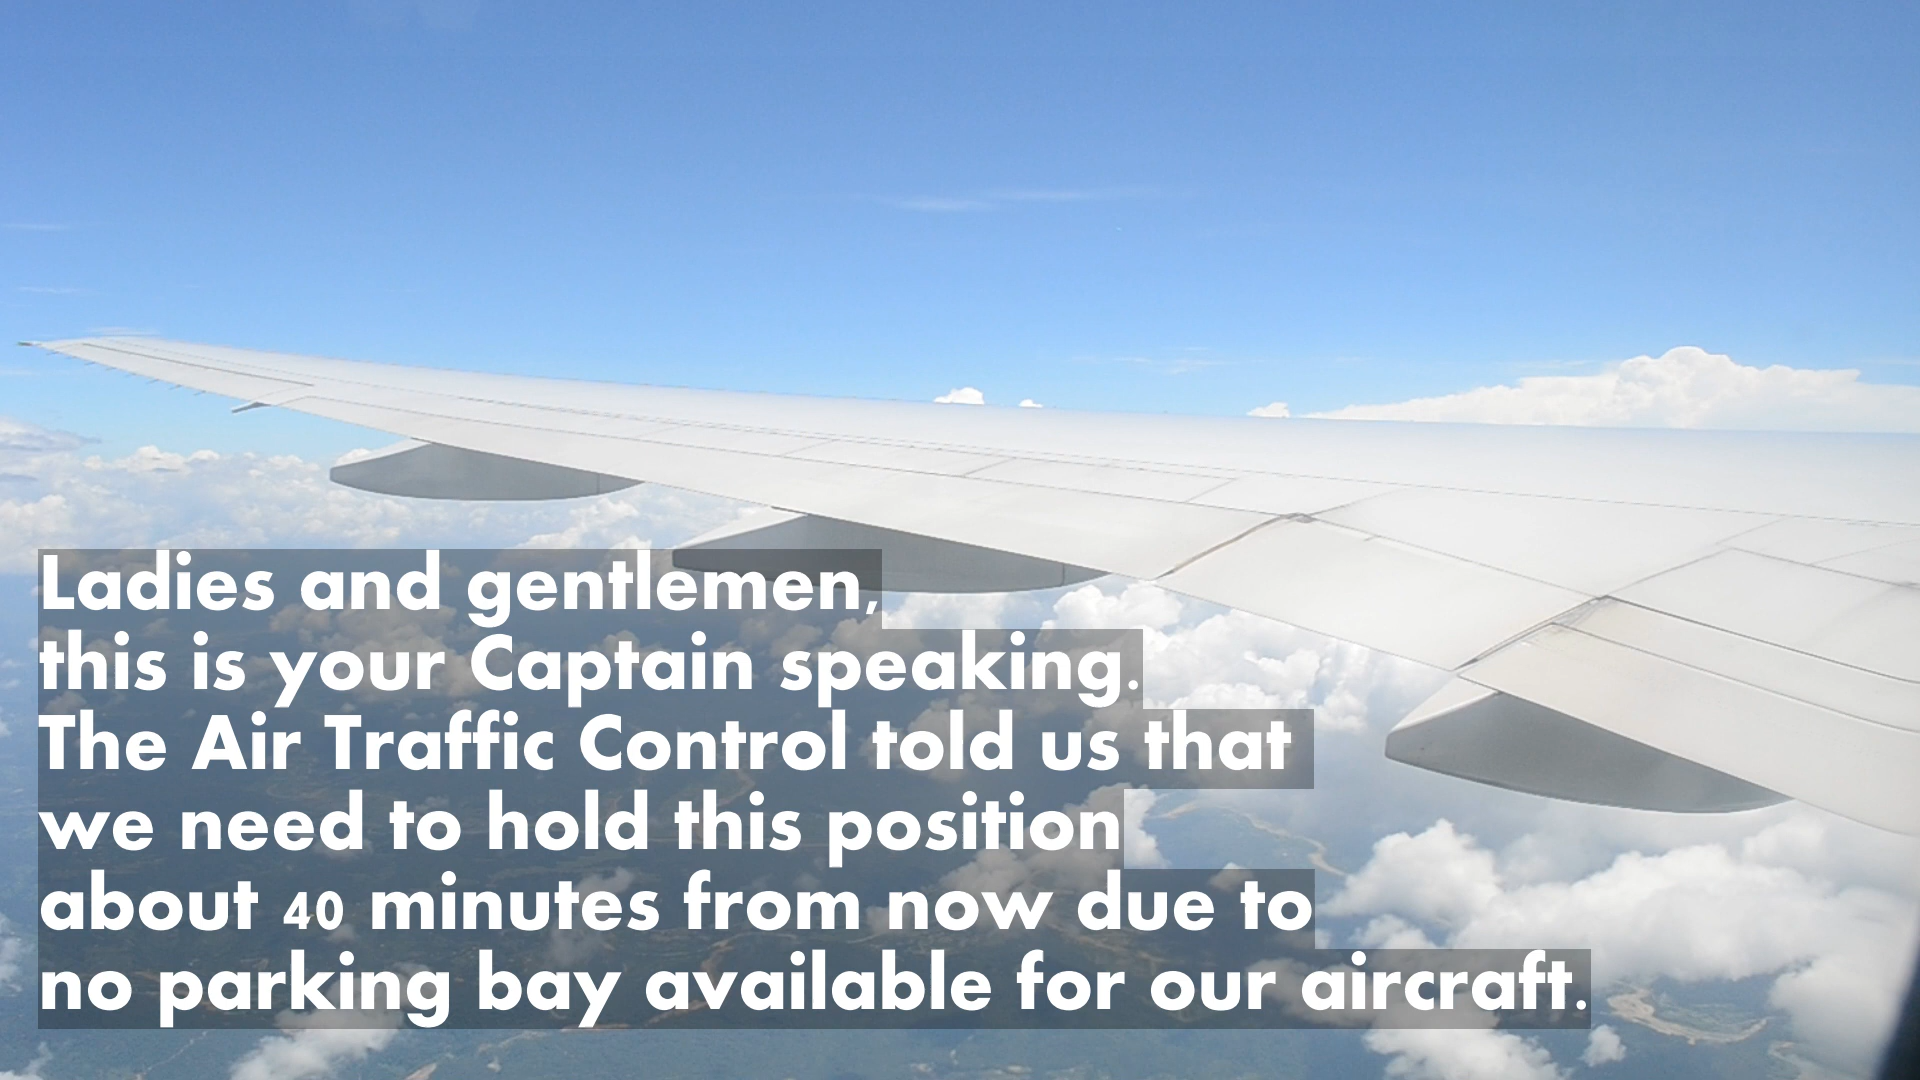 Ladies and gentlemen,
this is your Captain speaking.
The Air Traffic Control told us that
we need to hold this position
about 40 minutes from now due to
no parking bay available for our aircraft.